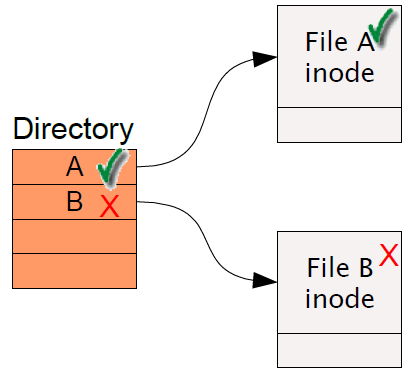 File A
inode
Directory
A
B X
File B X
inode